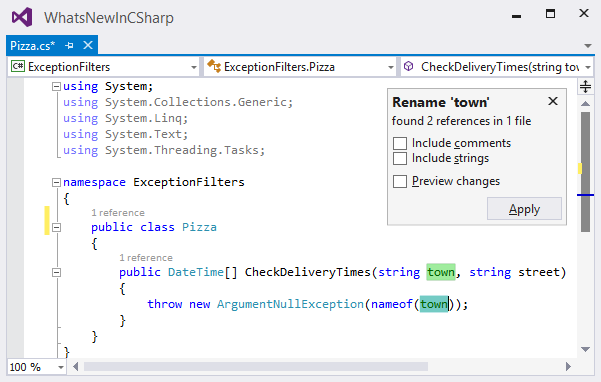 WhatsNewInCSharp
Pizza.cs*
C# ExceptionFilters
ExceptionFilters.Pizza
CheckDeliveryTimes(string tow
using System;
using System.Collections.Generic;
using System.Linq;
using System.Text;
using System.Threading.Tasks;
Rename 'town'
found 2 references in 1 file
Include comments
Include strings
Preview changes
Apply
namespace ExceptionFilters
{
1 reference
public class Pizza
{
1 reference
public DateTime[] CheckDeliveryTimes(string town, string street)
{
throw new ArgumentNullException(nameof(town));
}
}
}
100 %